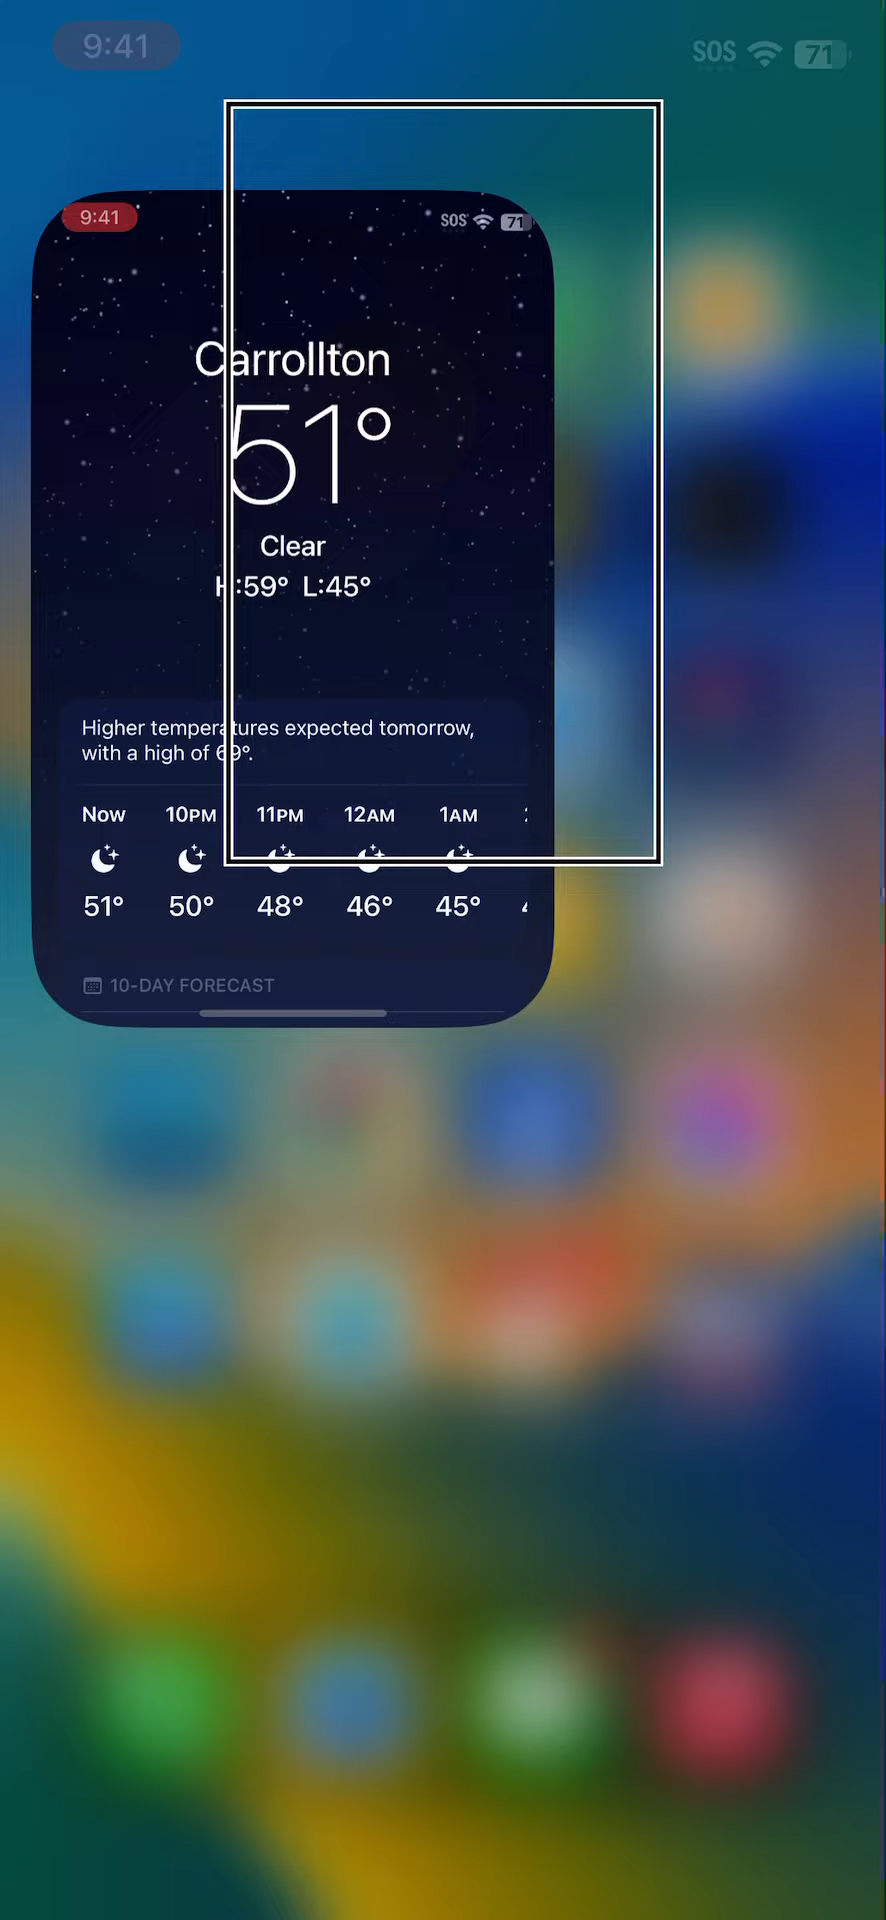 9:41 SOS 71
9:41 SOS 71
Carrollton
51°
Clear
H:59° L:45°
Higher temperatures expected tomorrow,
with a high of 69°.
Now 10PM 11PM 12AM 1AM
51° 50° 48° 46° 45°
10-DAY FORECAST